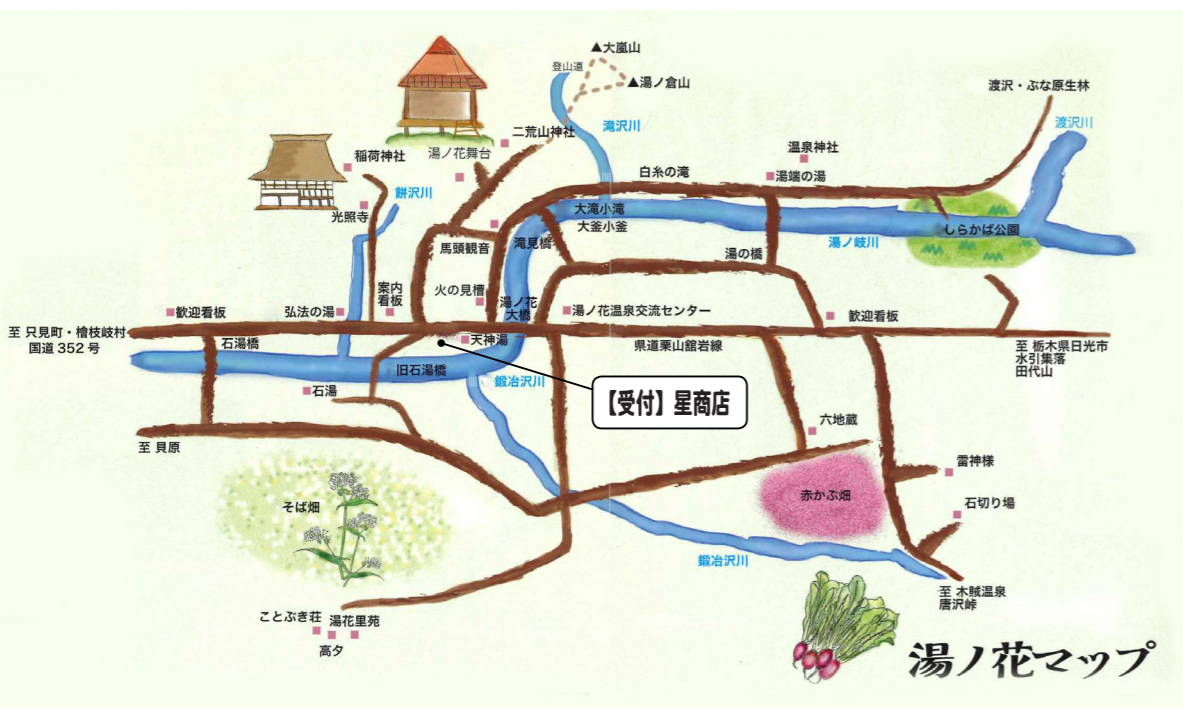 ▲大嵐山
登山道
▲湯ノ倉山
渡沢・ぶな原生林
渡沢川
滝沢川
二荒山神社
湯ノ花舞台
稲荷神社
温泉神社
白糸の滝
湯端の湯
餅沢川
光照寺
大滝小滝
大釜小釜
しらかば公園
馬頭観音
滝見橋
湯ノ岐川
湯の橋
案内
看板
火の見櫓
湯ノ花
大橋
歓迎看板
弘法の湯
湯ノ花温泉交流センター
歓迎看板
至 只見町・檜枝岐村
国道 352 号
石湯橋
天神湯
県道栗山舘岩線
至 栃木県日光市
水引集落
田代山
旧石湯橋
鍛冶沢川
石湯
【受付】星商店
六地蔵
至 貝原
雷神様
赤かぶ畑
石切り場
そば畑
鍛冶沢川
至 木賊温泉
唐沢峠
ことぶき荘
湯花里苑
高夕
湯ノ花マップ